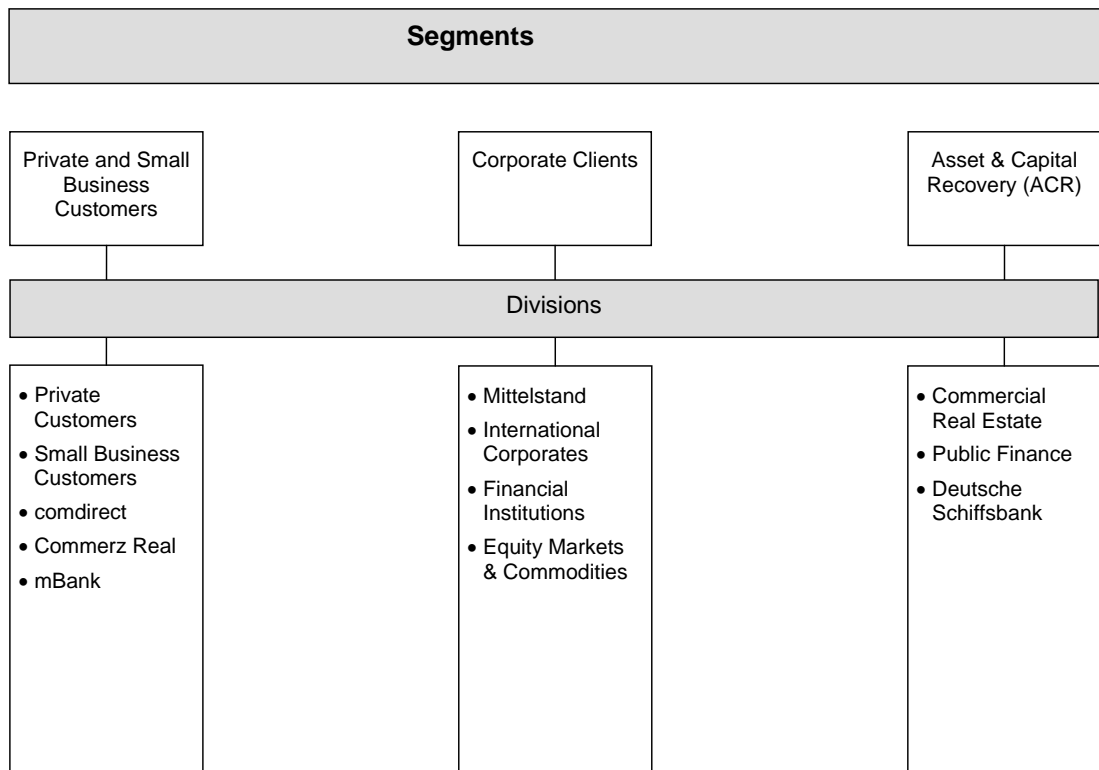 Segments
Private and Small
Business
Customers
Corporate Clients
Asset & Capital
Recovery (ACR)
Divisions
• Private
Customers
• Small Business
Customers
• comdirect
• Commerz Real
• mBank
• Mittelstand
• International
Corporates
• Financial
Institutions
• Equity Markets
& Commodities
• Commercial
Real Estate
• Public Finance
• Deutsche
Schiffsbank